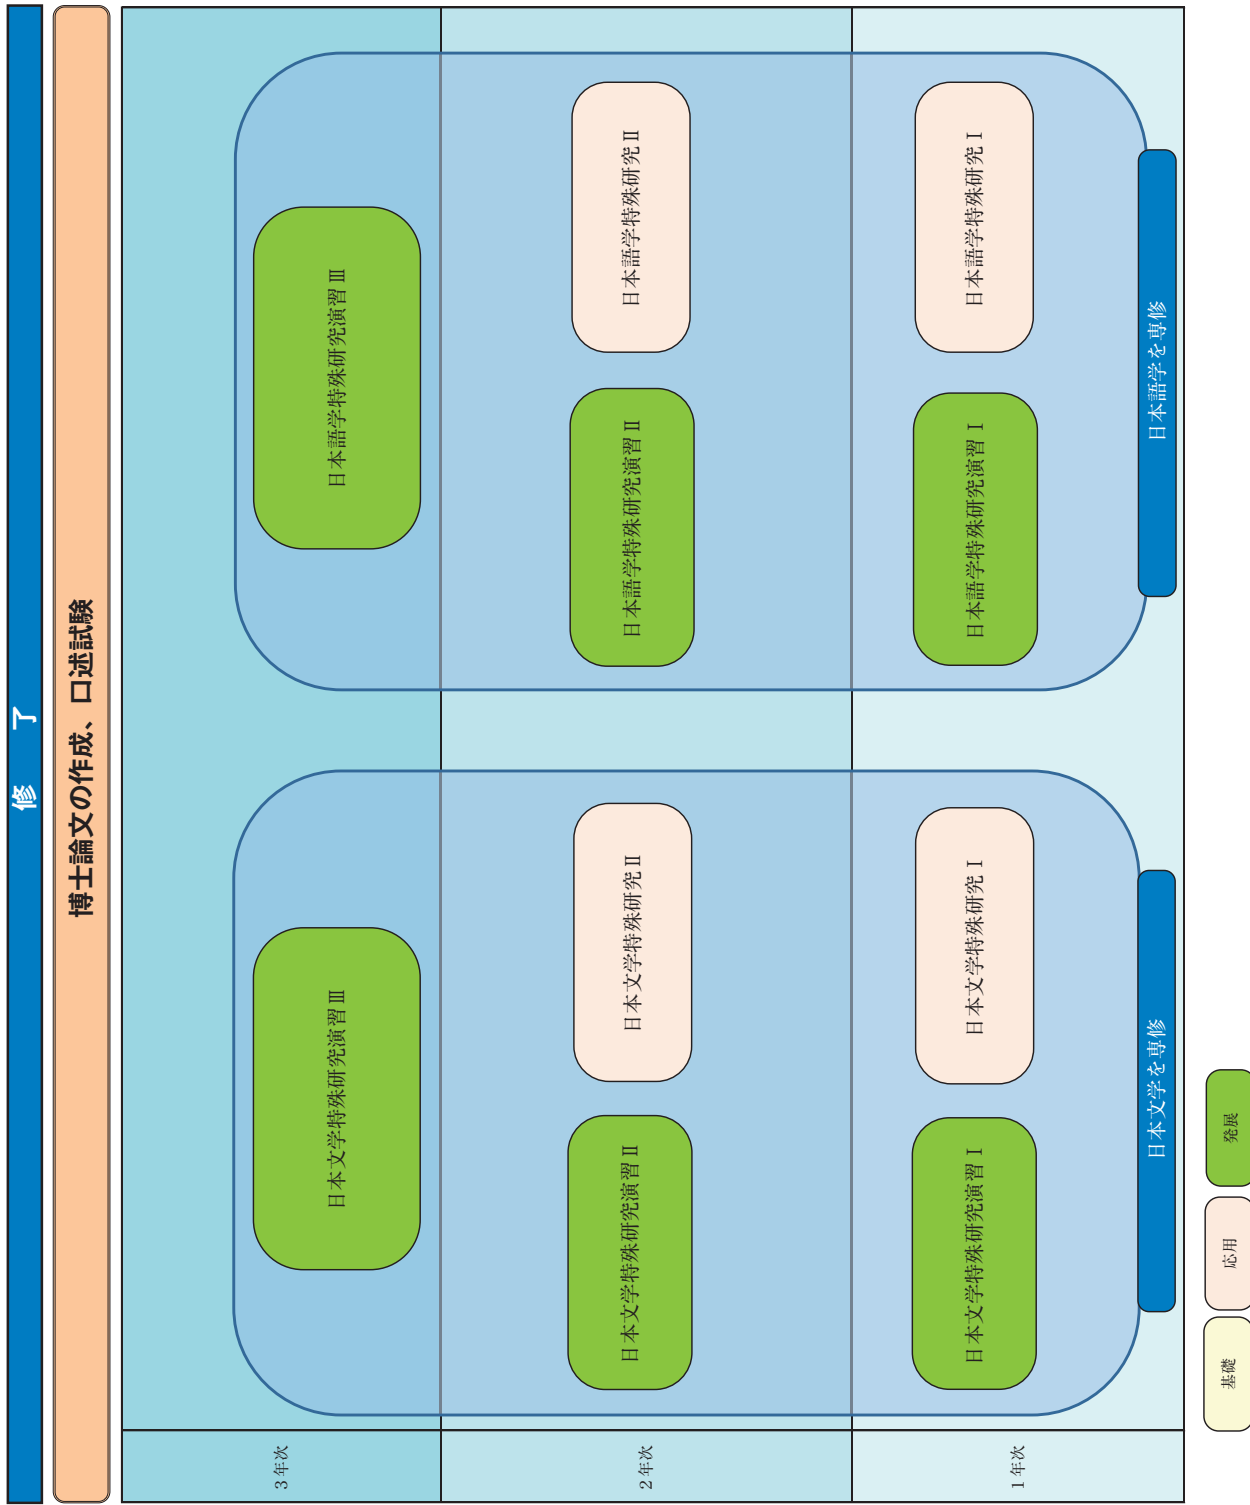 修　了
博士論文の作成、口述試験
3年次
日本文学特殊研究演習Ⅲ
日本語学特殊研究演習Ⅲ
2年次
日本文学特殊研究演習Ⅱ
日本文学特殊研究Ⅱ
日本語学特殊研究演習Ⅱ
日本語学特殊研究Ⅱ
1年次
日本文学特殊研究演習Ⅰ
日本文学特殊研究Ⅰ
日本語学特殊研究演習Ⅰ
日本語学特殊研究Ⅰ
日本文学を専修
日本語学を専修
基礎
応用
発展